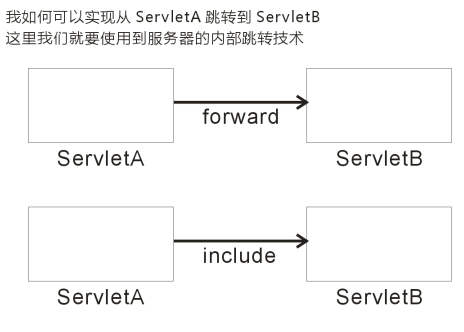 我如何可以实现从 ServletA 跳转到 ServletB
这里我们就要使用到服务器的内部跳转技术
forward
ServletA ServletB
include
ServletA ServletB